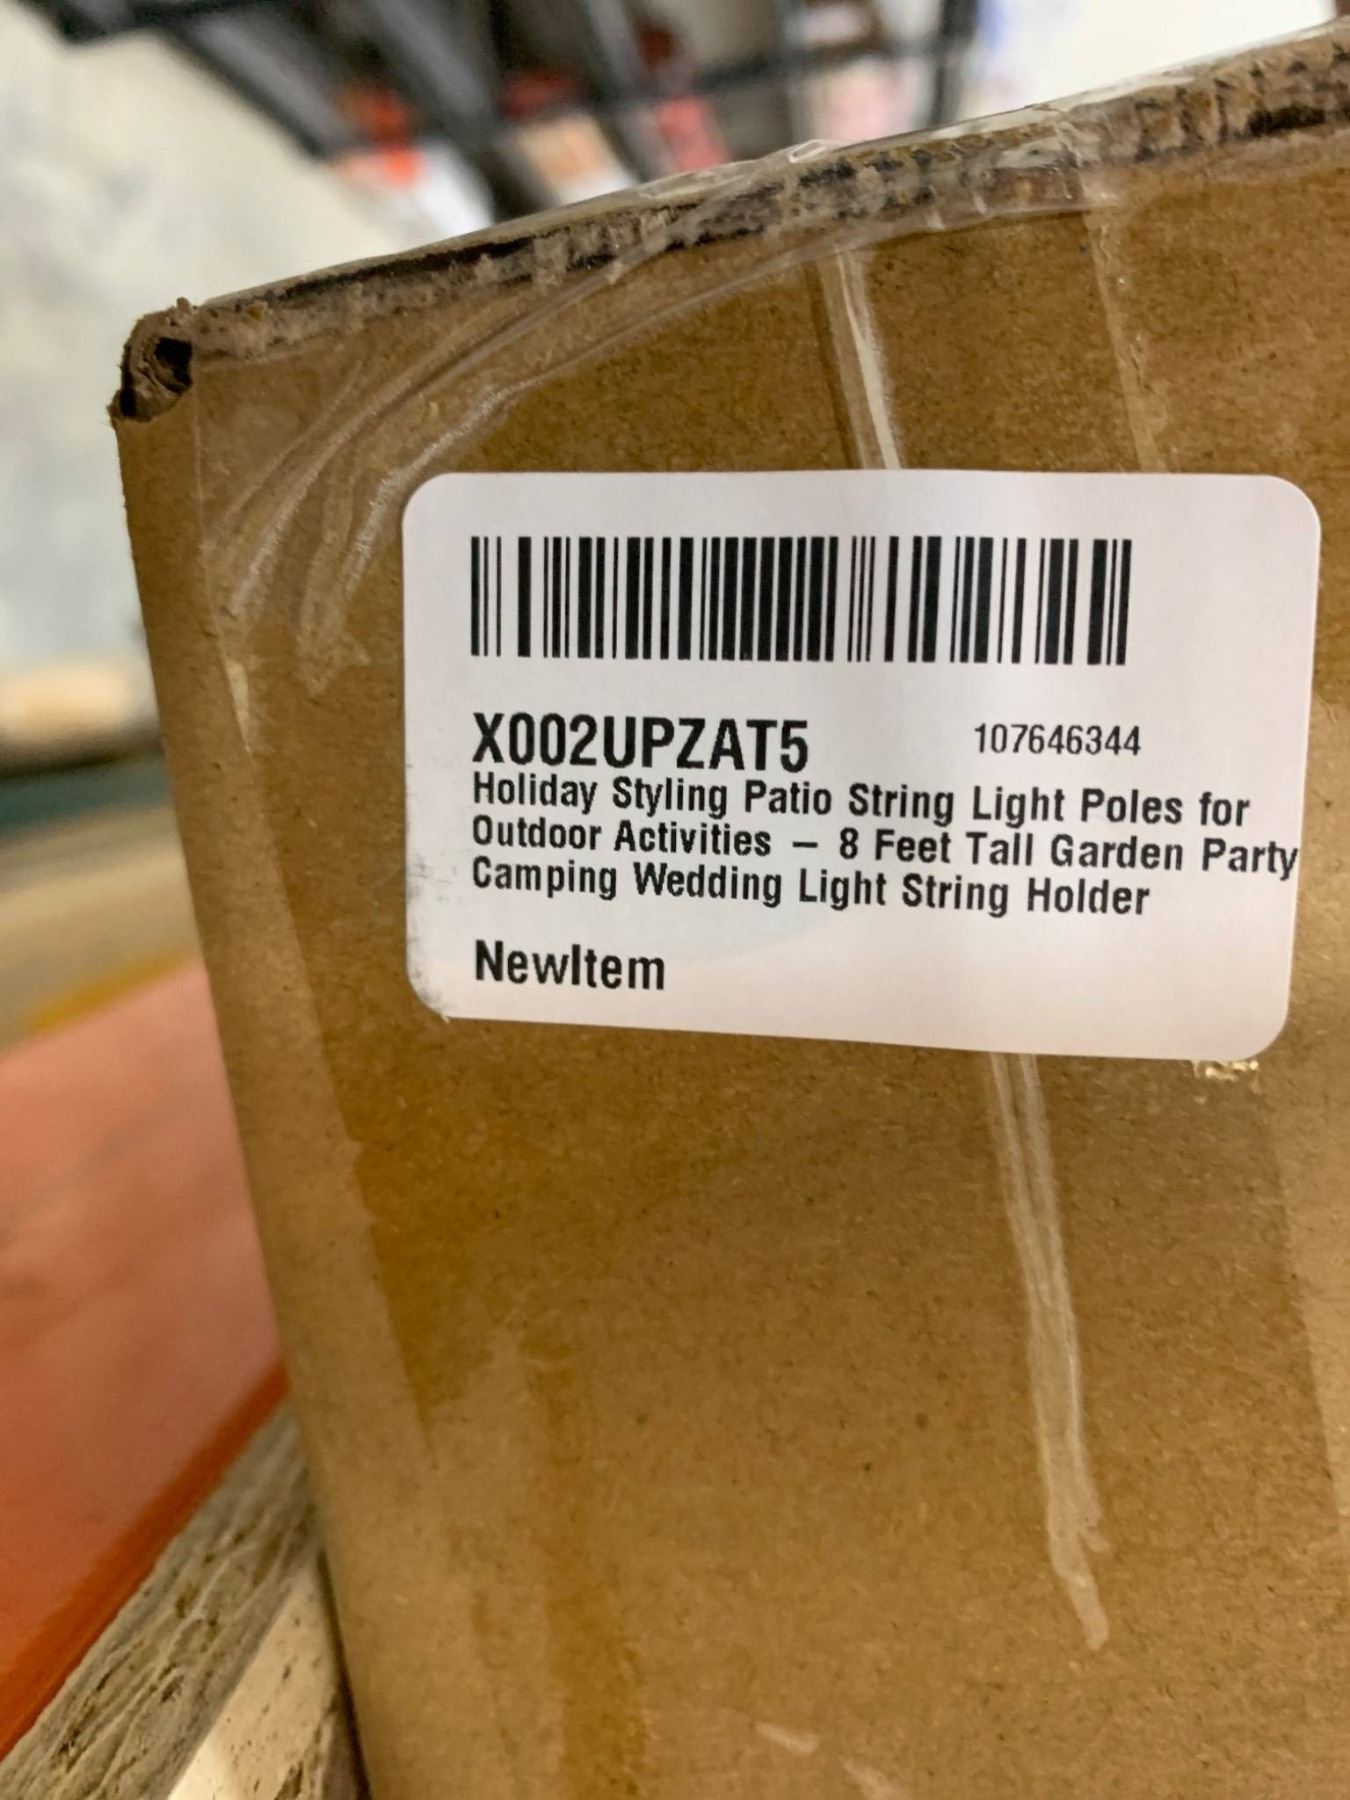 X002UPZAT5 107646344
Holiday Styling Patio String Light Poles for
Outdoor Activities – 8 Feet Tall Garden Party
Camping Wedding Light String Holder
NewItem